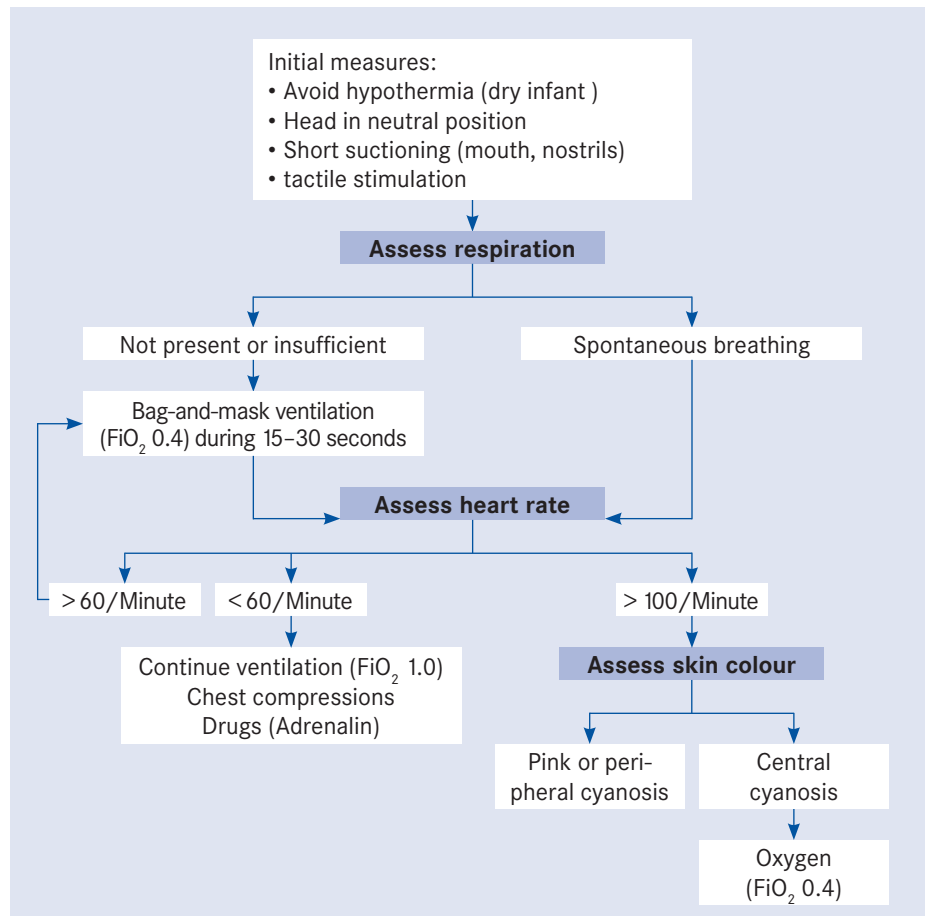 Initial measures:
• Avoid hypothermia (dry infant )
• Head in neutral position
• Short suctioning (mouth, nostrils)
• tactile stimulation
Assess respiration
Not present or insufficient
Spontaneous breathing
Bag-and-mask ventilation
(FiO₂ 0.4) during 15–30 seconds
Assess heart rate
> 60/Minute
< 60/Minute
> 100/Minute
Continue ventilation (FiO₂ 1.0)
Chest compressions
Drugs (Adrenalin)
Assess skin colour
Pink or peri-
pheral cyanosis
Central
cyanosis
Oxygen
(FiO₂ 0.4)